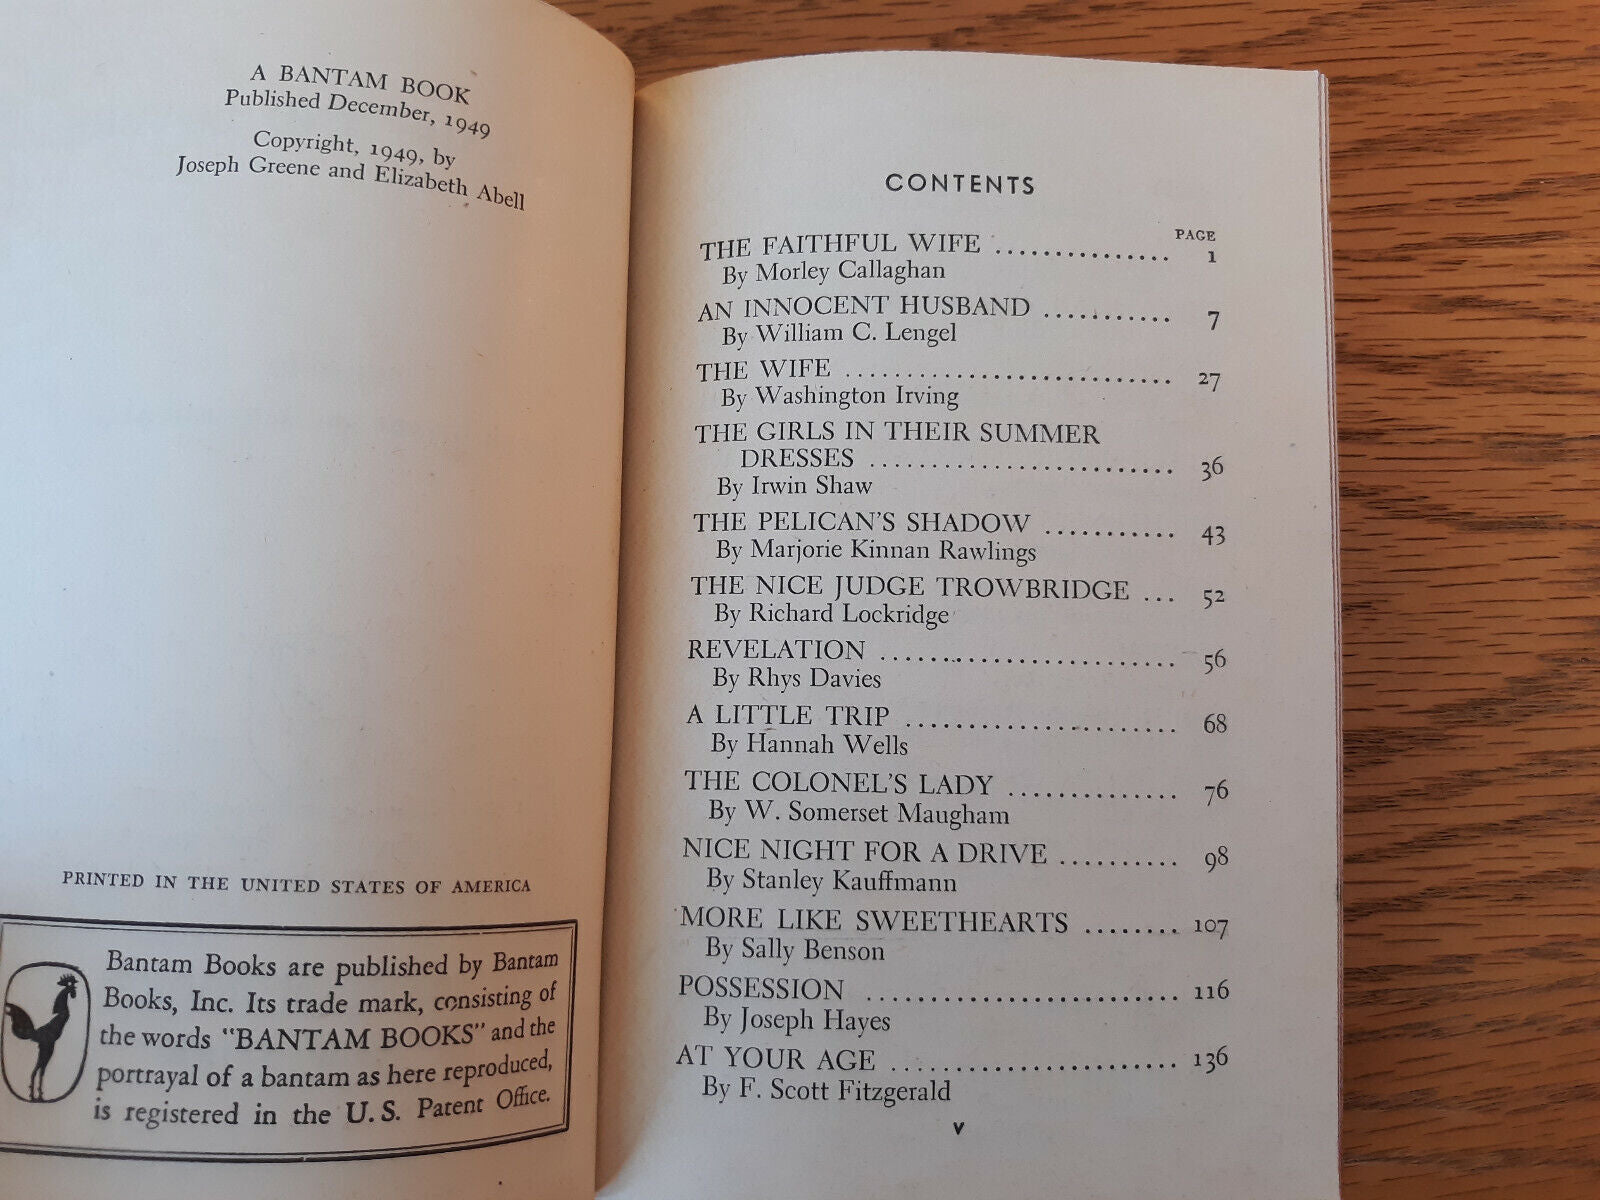 A BANTAM BOOK
Published December, 1949
Copyright, 1949, by
Joseph Greene and Elizabeth Abell
PRINTED IN THE UNITED STATES OF AMERICA
Bantam Books are published by Bantam
Books, Inc. Its trade mark, consisting of
the words "BANTAM BOOKS" and the
portrayal of a bantam as here reproduced,
is registered in the U. S. Patent Office.
CONTENTS
PAGE
THE FAITHFUL WIFE ................ 1
By Morley Callaghan
AN INNOCENT HUSBAND ........... 7
By William C. Lengel
THE WIFE ............................. 27
By Washington Irving
THE GIRLS IN THEIR SUMMER
DRESSES ........................... 36
By Irwin Shaw
THE PELICAN'S SHADOW ........... 43
By Marjorie Kinnan Rawlings
THE NICE JUDGE TROWBRIDGE ... 52
By Richard Lockridge
REVELATION .......................... 56
By Rhys Davies
A LITTLE TRIP ........................ 68
By Hannah Wells
THE COLONEL'S LADY .............. 76
By W. Somerset Maugham
NICE NIGHT FOR A DRIVE .......... 98
By Stanley Kauffmann
MORE LIKE SWEETHEARTS ........ 107
By Sally Benson
POSSESSION ........................... 116
By Joseph Hayes
AT YOUR AGE ......................... 136
By F. Scott Fitzgerald
v